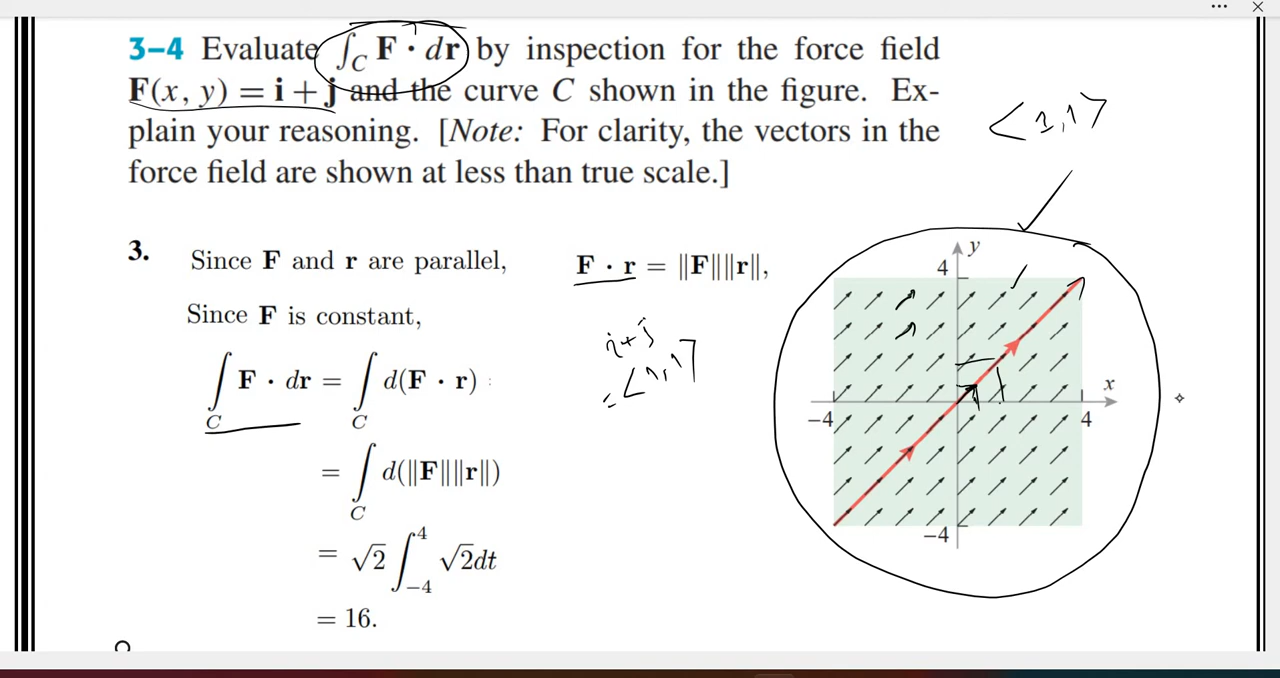 3–4 Evaluate ∫_C F · dr by inspection for the force field
F(x, y) = i + j and the curve C shown in the figure. Ex-
plain your reasoning. [Note: For clarity, the vectors in the
force field are shown at less than true scale.]
<1,1>
3. Since F and r are parallel, F · r = ‖F‖‖r‖,
Since F is constant,
i+j
= <1,1>
∫_C F · dr = ∫_C d(F · r)
= ∫_C d(‖F‖‖r‖)
= √2 ∫_{-4}^{4} √2dt
= 16.
y
4
x
−4
4
−4